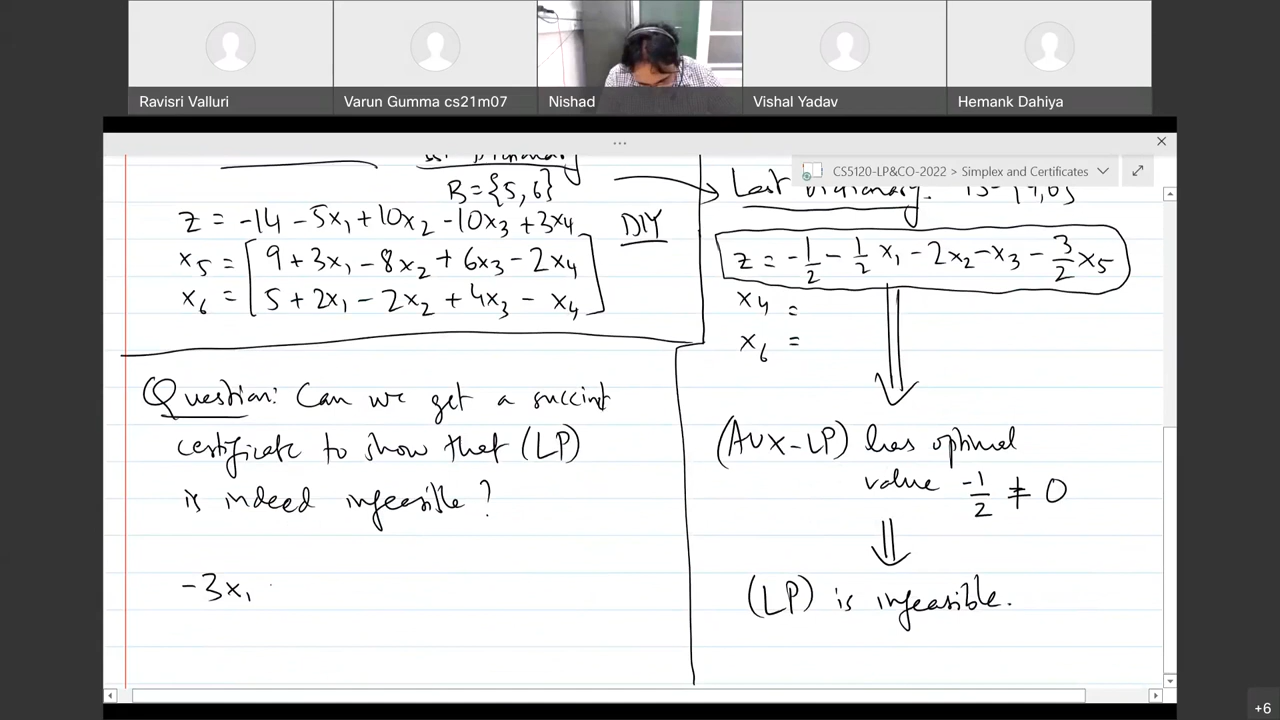 Ravisri Valluri
Varun Gumma cs21m07
Nishad
Vishal Yadav
Hemank Dahiya
CS5120-LP&CO-2022 > Simplex and Certificates
B = {5, 6}
z = -14 - 5x₁ + 10x₂ - 10x₃ + 3x₄
x₅ = [ 9 + 3x₁ - 8x₂ + 6x₃ - 2x₄
x₆ = [ 5 + 2x₁ - 2x₂ + 4x₃ - x₄ ]
DIY
Question: Can we get a succint
certificate to show that (LP)
is indeed infeasible?
-3x₁
Last Dictionary:
z = -1/2 - 1/2 x₁ - 2x₂ - x₃ - 3/2 x₅
x₄ =
x₆ =
(AUX-LP) has optimal
value -1/2 ≠ 0
(LP) is infeasible.
+6